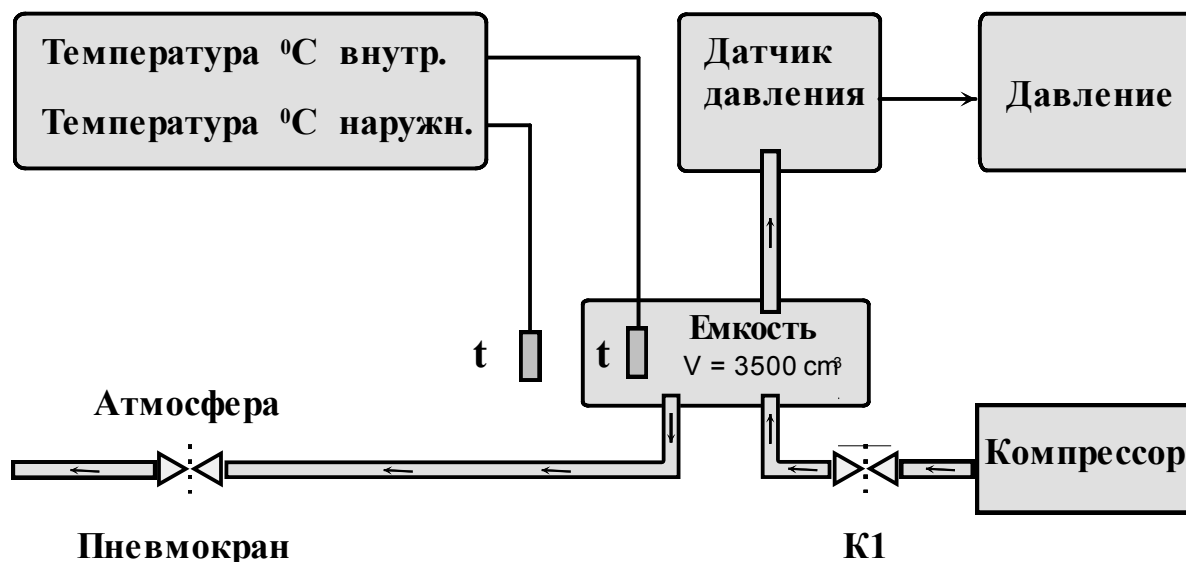 Температура ⁰С внутр.
Температура ⁰С наружн.
Датчик
давления
Давление
t
t
Емкость
V = 3500 cm³
Атмосфера
Компрессор
Пневмокран
К1